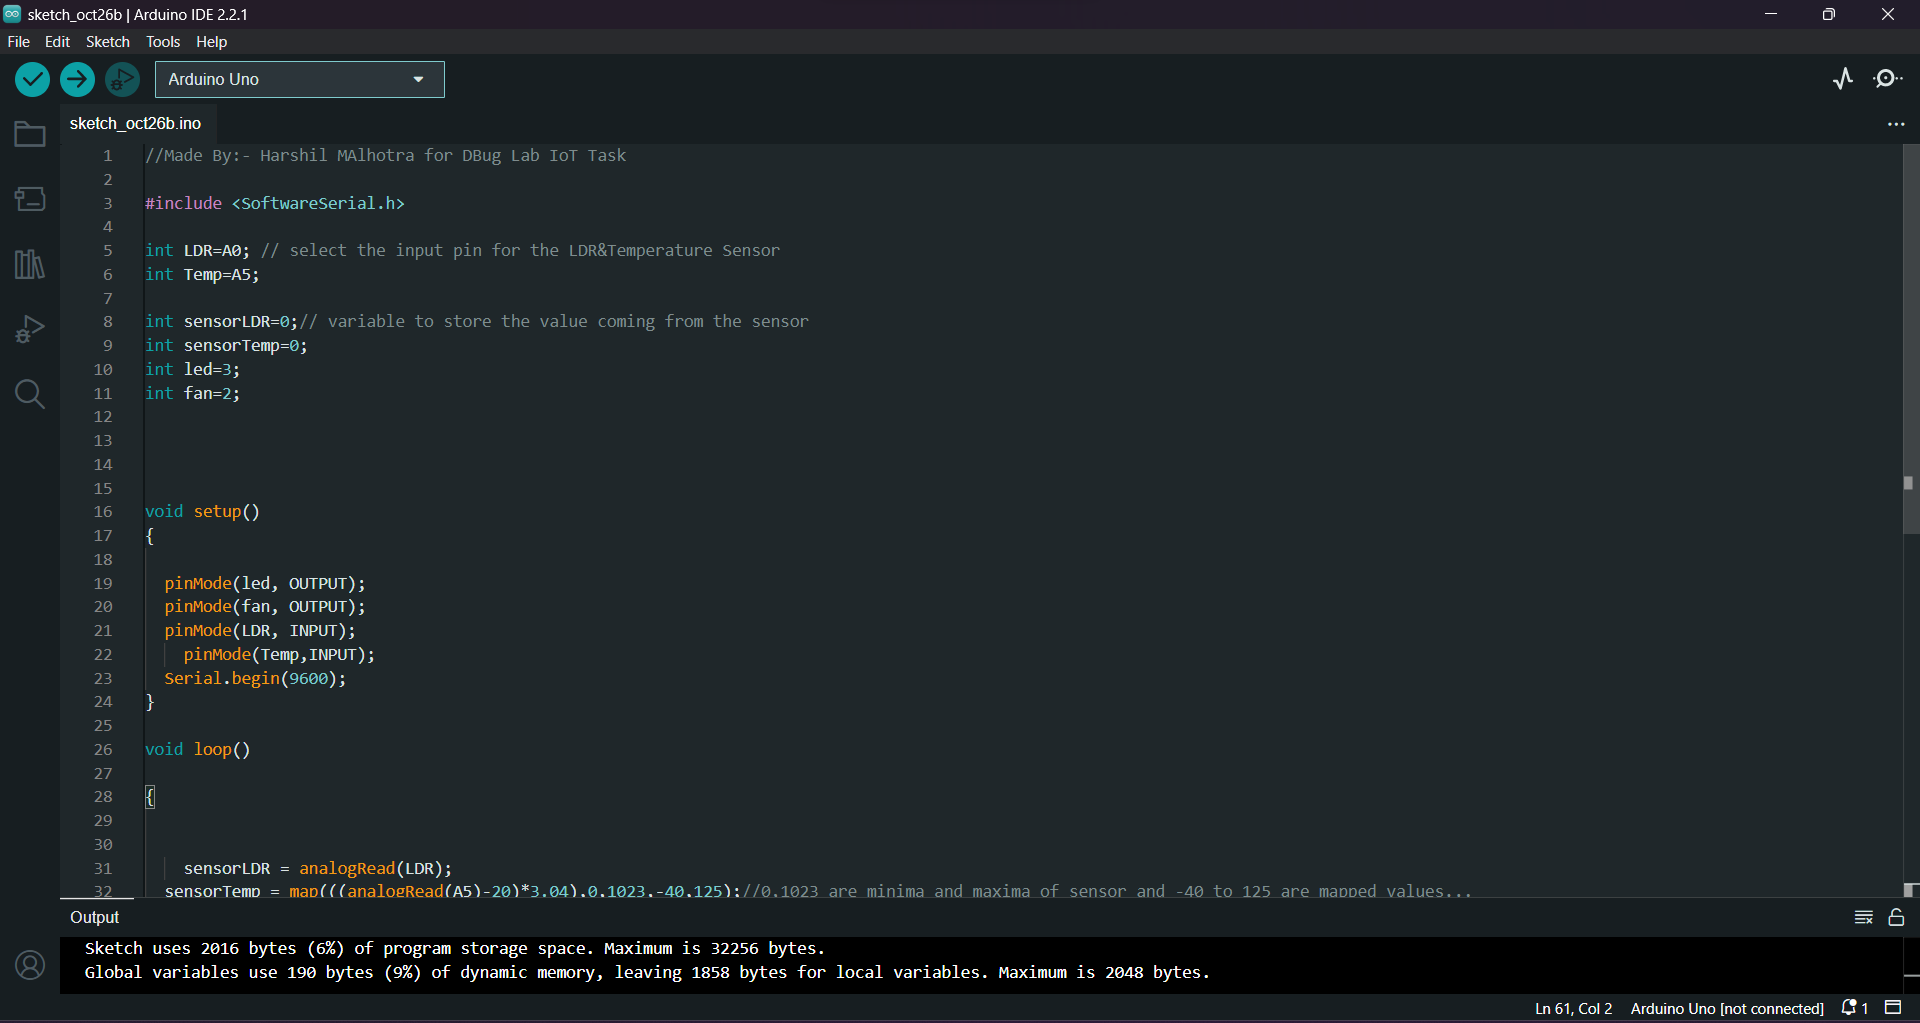 sketch_oct26b | Arduino IDE 2.2.1
File Edit Sketch Tools Help
Arduino Uno
sketch_oct26b.ino
1 //Made By:- Harshil MAlhotra for DBug Lab IoT Task
2
3 #include <SoftwareSerial.h>
4
5 int LDR=A0; // select the input pin for the LDR&Temperature Sensor
6 int Temp=A5;
7
8 int sensorLDR=0;// variable to store the value coming from the sensor
9 int sensorTemp=0;
10 int led=3;
11 int fan=2;
12
13
14
15
16 void setup()
17 {
18
19 pinMode(led, OUTPUT);
20 pinMode(fan, OUTPUT);
21 pinMode(LDR, INPUT);
22 pinMode(Temp,INPUT);
23 Serial.begin(9600);
24 }
25
26 void loop()
27
28 {
29
30
31 sensorLDR = analogRead(LDR);
32 sensorTemp = map(((analogRead(A5)-20)*3.04),0,1023,-40,125);//0,1023 are minima and maxima of sensor and -40 to 125 are mapped values...
Output
Sketch uses 2016 bytes (6%) of program storage space. Maximum is 32256 bytes.
Global variables use 190 bytes (9%) of dynamic memory, leaving 1858 bytes for local variables. Maximum is 2048 bytes.
Ln 61, Col 2 Arduino Uno [not connected] 1